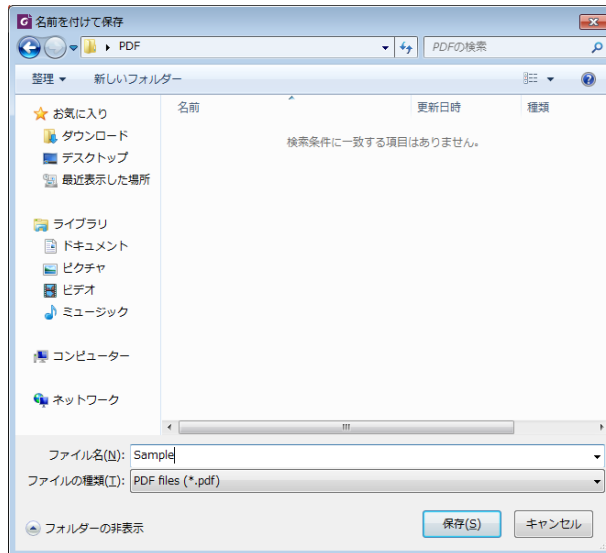 名前を付けて保存
PDF
PDFの検索
整理
新しいフォルダー
名前
更新日時
種類
検索条件に一致する項目はありません。
お気に入り
ダウンロード
デスクトップ
最近表示した場所
ライブラリ
ドキュメント
ピクチャ
ビデオ
ミュージック
コンピューター
ネットワーク
ファイル名(N): Sample
ファイルの種類(T): PDF files (*.pdf)
フォルダーの非表示
保存(S)
キャンセル